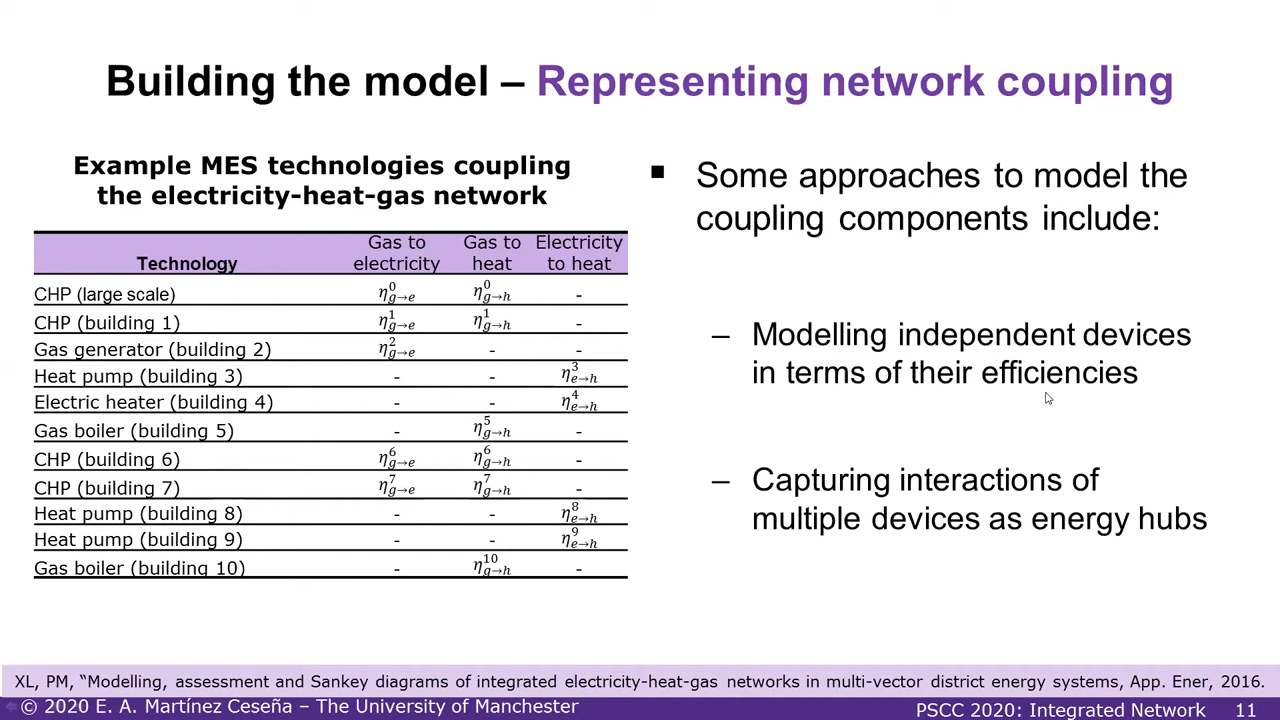 Building the model – Representing network coupling
Example MES technologies coupling
the electricity-heat-gas network
Technology Gas to electricity Gas to heat Electricity to heat
CHP (large scale) η⁰g→e η⁰g→h -
CHP (building 1) η¹g→e η¹g→h -
Gas generator (building 2) η²g→e - -
Heat pump (building 3) - - η³e→h
Electric heater (building 4) - - η⁴e→h
Gas boiler (building 5) - η⁵g→h -
CHP (building 6) η⁶g→e η⁶g→h -
CHP (building 7) η⁷g→e η⁷g→h -
Heat pump (building 8) - - η⁸e→h
Heat pump (building 9) - - η⁹e→h
Gas boiler (building 10) - η¹⁰g→h -
▪ Some approaches to model the
coupling components include:
– Modelling independent devices
in terms of their efficiencies
– Capturing interactions of
multiple devices as energy hubs
XL, PM, “Modelling, assessment and Sankey diagrams of integrated electricity-heat-gas networks in multi-vector district energy systems, App. Ener, 2016.
© 2020 E. A. Martínez Ceseña – The University of Manchester
PSCC 2020: Integrated Network 11